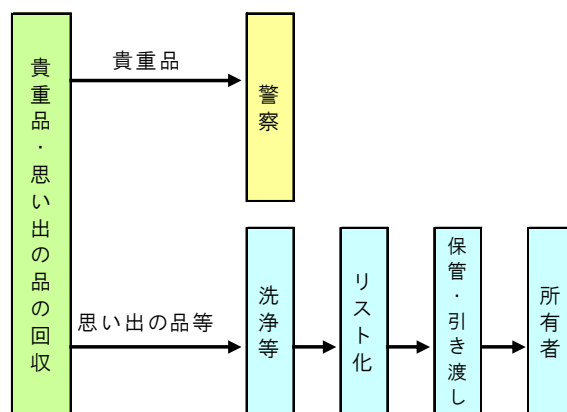 貴重品・思い出の品の回収
貴重品
警察
思い出の品等
洗浄等
リスト化
保管・引き渡し
所有者